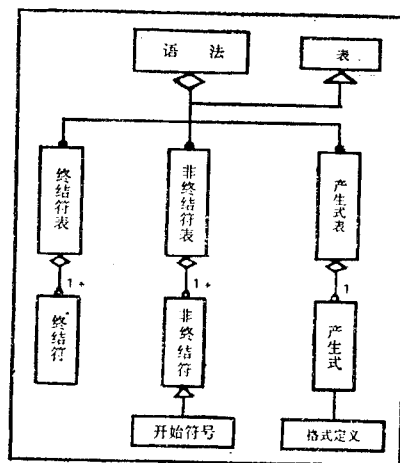 语 法
表
终结符表
非终结符表
产生式表
1 +
1 +
1
终结符
非终结符
产生式
开始符号
格式定义